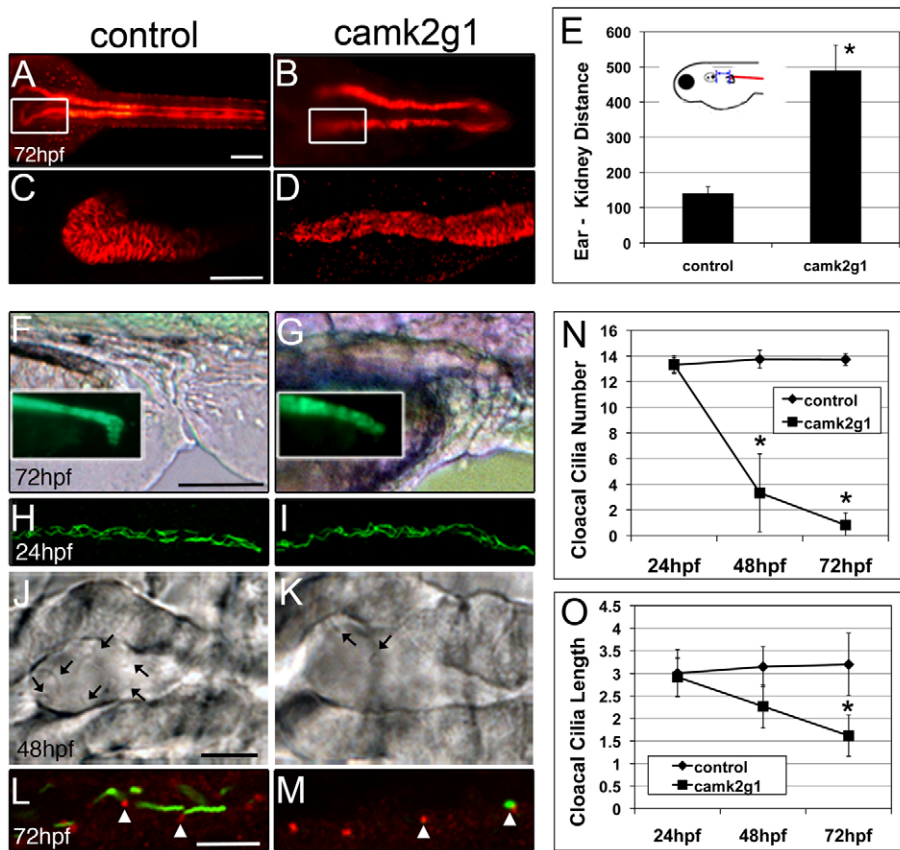 control
camk2g1
A
B
72hpf
C
D
E
Ear - Kidney Distance
600
500
400
300
200
100
0
*
control
camk2g1
F
G
72hpf
H
I
24hpf
J
K
48hpf
L
M
72hpf
N
Cloacal Cilia Number
16
14
12
10
8
6
4
2
0
control
camk2g1
*
*
24hpf
48hpf
72hpf
O
Cloacal Cilia Length
4.5
4
3.5
3
2.5
2
1.5
1
0.5
0
*
control
camk2g1
24hpf
48hpf
72hpf